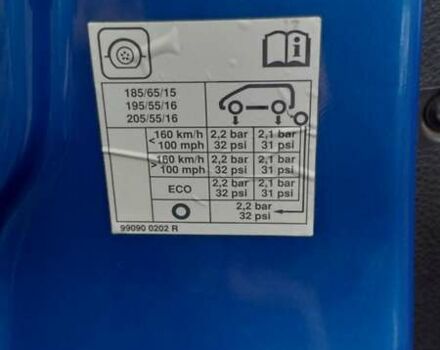 i
185/65/15
195/55/16
205/55/16
< 160 km/h 100 mph 2,2 bar 32 psi 2,1 bar 31 psi
> 160 km/h 100 mph 2,2 bar 32 psi 2,1 bar 31 psi
ECO 2,2 bar 32 psi 2,1 bar 31 psi
2,2 bar
32 psi
99090 0202 R